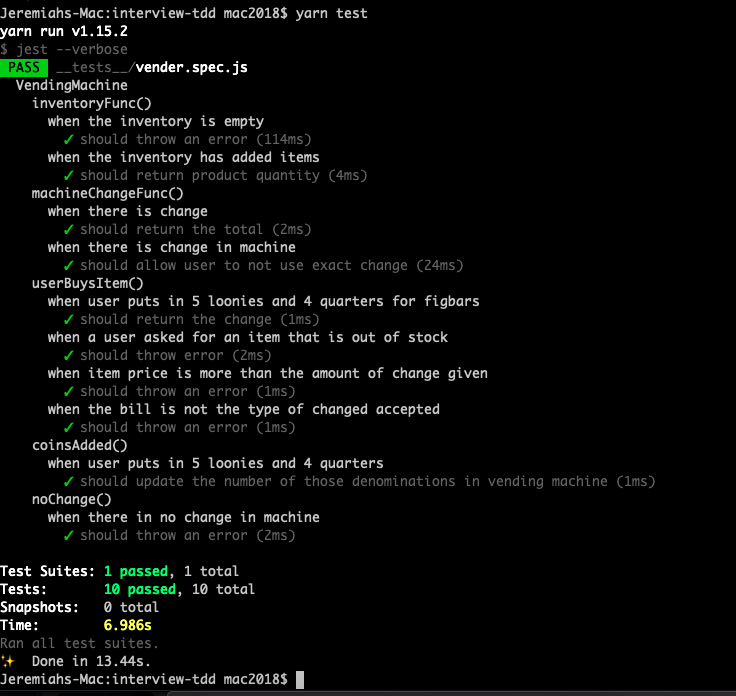 Jeremiahs-Mac:interview-tdd mac2018$ yarn test
yarn run v1.15.2
$ jest --verbose
PASS __tests__/vender.spec.js
VendingMachine
inventoryFunc()
when the inventory is empty
✓ should throw an error (114ms)
when the inventory has added items
✓ should return product quantity (4ms)
machineChangeFunc()
when there is change
✓ should return the total (2ms)
when there is change in machine
✓ should allow user to not use exact change (24ms)
userBuysItem()
when user puts in 5 loonies and 4 quarters for figbars
✓ should return the change (1ms)
when a user asked for an item that is out of stock
✓ should throw error (2ms)
when item price is more than the amount of change given
✓ should throw an error (1ms)
when the bill is not the type of changed accepted
✓ should throw an error (1ms)
coinsAdded()
when user puts in 5 loonies and 4 quarters
✓ should update the number of those denominations in vending machine (1ms)
noChange()
when there in no change in machine
✓ should throw an error (2ms)
Test Suites: 1 passed, 1 total
Tests: 10 passed, 10 total
Snapshots: 0 total
Time: 6.986s
Ran all test suites.
✨ Done in 13.44s.
Jeremiahs-Mac:interview-tdd mac2018$